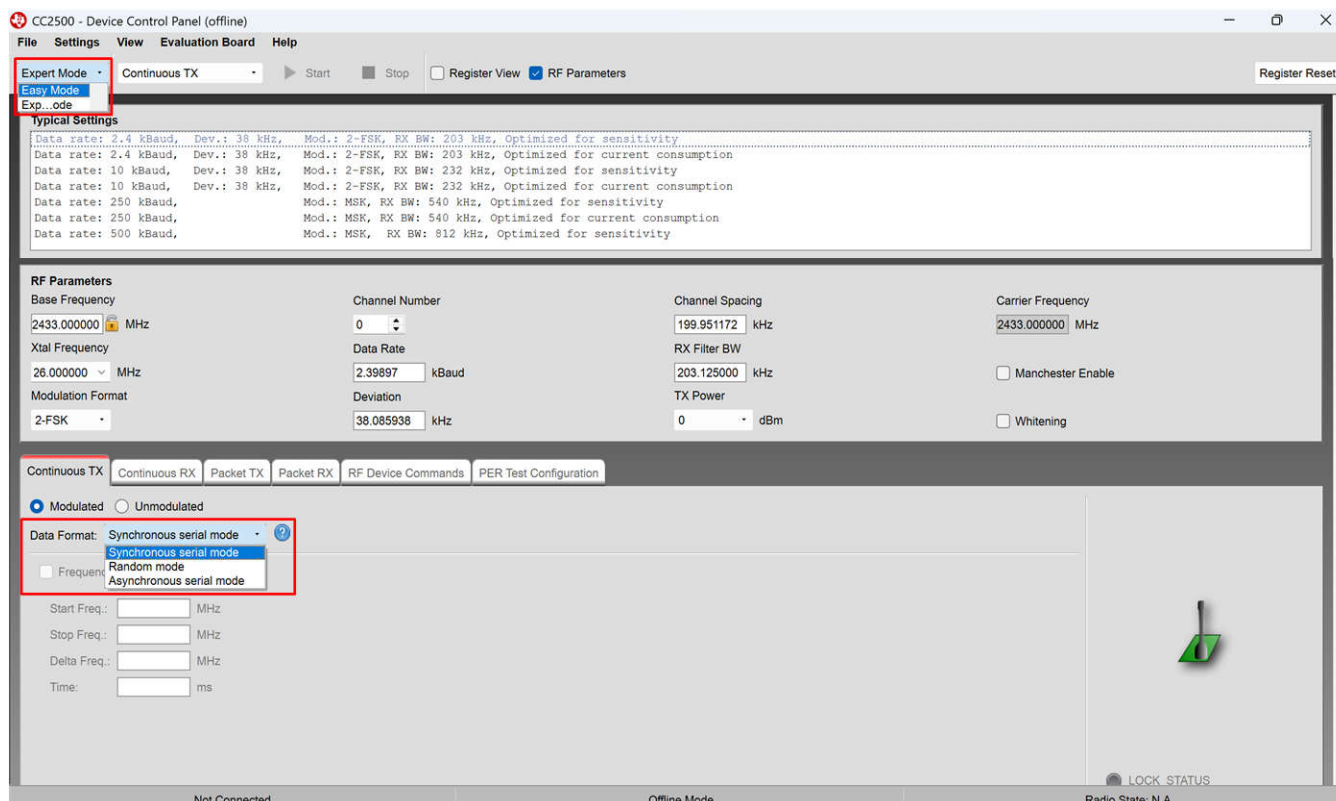 CC2500 - Device Control Panel (offline)
File Settings View Evaluation Board Help
Expert Mode Continuous TX Start Stop Register View RF Parameters Register Reset
Easy Mode
Exp...ode
Typical Settings
Data rate: 2.4 kBaud, Dev.: 38 kHz, Mod.: 2-FSK, RX BW: 203 kHz, Optimized for sensitivity
Data rate: 2.4 kBaud, Dev.: 38 kHz, Mod.: 2-FSK, RX BW: 203 kHz, Optimized for current consumption
Data rate: 10 kBaud, Dev.: 38 kHz, Mod.: 2-FSK, RX BW: 232 kHz, Optimized for sensitivity
Data rate: 10 kBaud, Dev.: 38 kHz, Mod.: 2-FSK, RX BW: 232 kHz, Optimized for current consumption
Data rate: 250 kBaud, Mod.: MSK, RX BW: 540 kHz, Optimized for sensitivity
Data rate: 250 kBaud, Mod.: MSK, RX BW: 540 kHz, Optimized for current consumption
Data rate: 500 kBaud, Mod.: MSK, RX BW: 812 kHz, Optimized for sensitivity
RF Parameters
Base Frequency Channel Number Channel Spacing Carrier Frequency
2433.000000 MHz 0 199.951172 kHz 2433.000000 MHz
Xtal Frequency Data Rate RX Filter BW
26.000000 MHz 2.39897 kBaud 203.125000 kHz Manchester Enable
Modulation Format Deviation TX Power
2-FSK 38.085938 kHz 0 dBm Whitening
Continuous TX Continuous RX Packet TX Packet RX RF Device Commands PER Test Configuration
Modulated Unmodulated
Data Format: Synchronous serial mode ?
Synchronous serial mode
Random mode
Frequenc
Asynchronous serial mode
Start Freq.: MHz
Stop Freq.: MHz
Delta Freq.: MHz
Time: ms
LOCK STATUS
Not Connected Offline Mode Radio State: N.A.